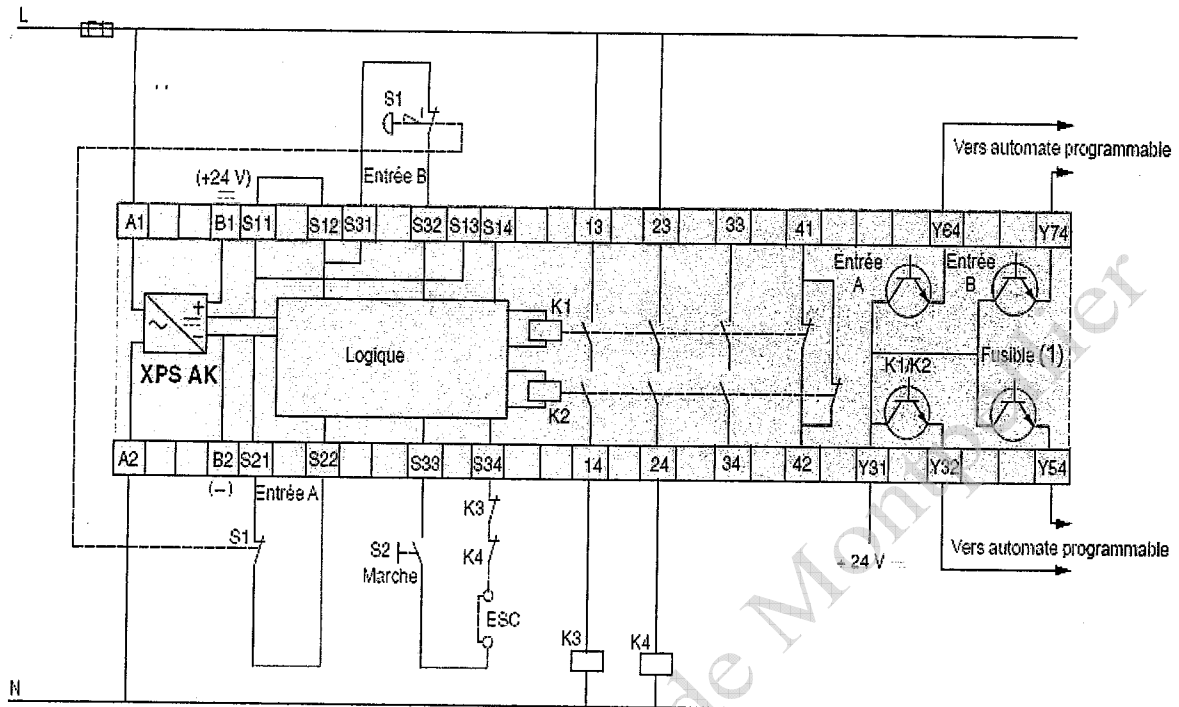 L
S1
Vers automate programmable
(+24 V)
Entrée B
A1 B1 S11 S12 S31 S32 S13 S14 13 23 33 41 Y64 Y74
Entrée A
Entrée B
K1
Logique
XPS AK
K1/K2
Fusible (1)
K2
A2 B2 S21 S22 S33 S34 14 24 34 42 Y31 Y32 Y54
(–)
Entrée A
K3
S1
S2
Marche
K4
+ 24 V
Vers automate programmable
ESC
K3
K4
N
de Montpellier